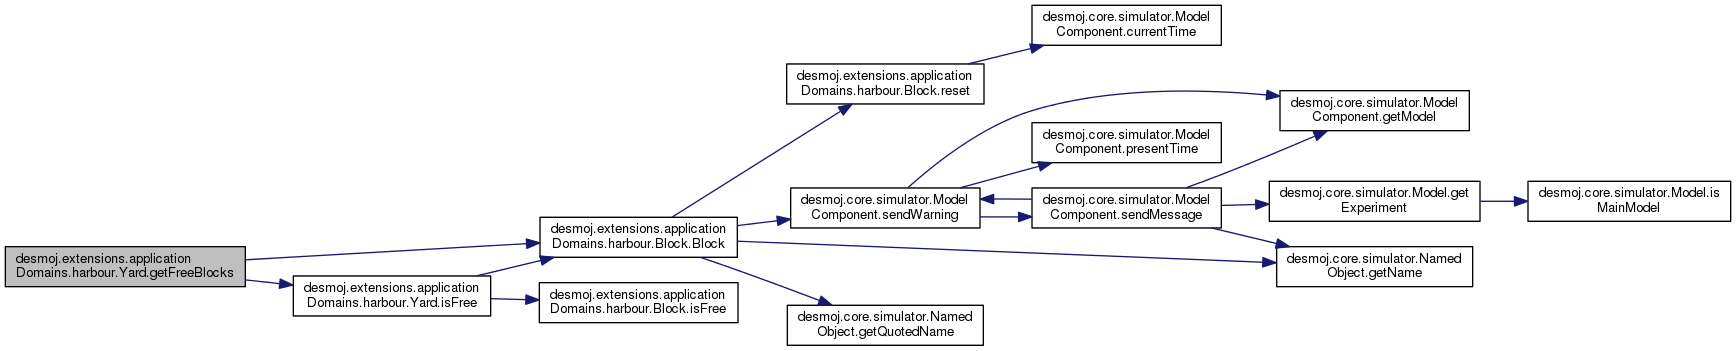 desmoj.core.simulator.Model
Component.currentTime
desmoj.extensions.application
Domains.harbour.Block.reset
desmoj.core.simulator.Model
Component.getModel
desmoj.core.simulator.Model
Component.presentTime
desmoj.core.simulator.Model
Component.sendWarning
desmoj.core.simulator.Model
Component.sendMessage
desmoj.core.simulator.Model.get
Experiment
desmoj.core.simulator.Model.is
MainModel
desmoj.extensions.application
Domains.harbour.Block.Block
desmoj.extensions.application
Domains.harbour.Yard.getFreeBlocks
desmoj.core.simulator.Named
Object.getName
desmoj.extensions.application
Domains.harbour.Yard.isFree
desmoj.extensions.application
Domains.harbour.Block.isFree
desmoj.core.simulator.Named
Object.getQuotedName